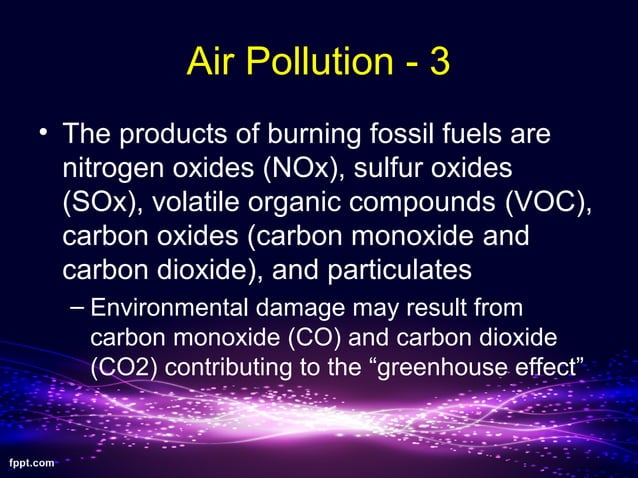 Air Pollution - 3
• The products of burning fossil fuels are
nitrogen oxides (NOx), sulfur oxides
(SOx), volatile organic compounds (VOC),
carbon oxides (carbon monoxide and
carbon dioxide), and particulates
– Environmental damage may result from
carbon monoxide (CO) and carbon dioxide
(CO2) contributing to the “greenhouse effect”
fppt.com